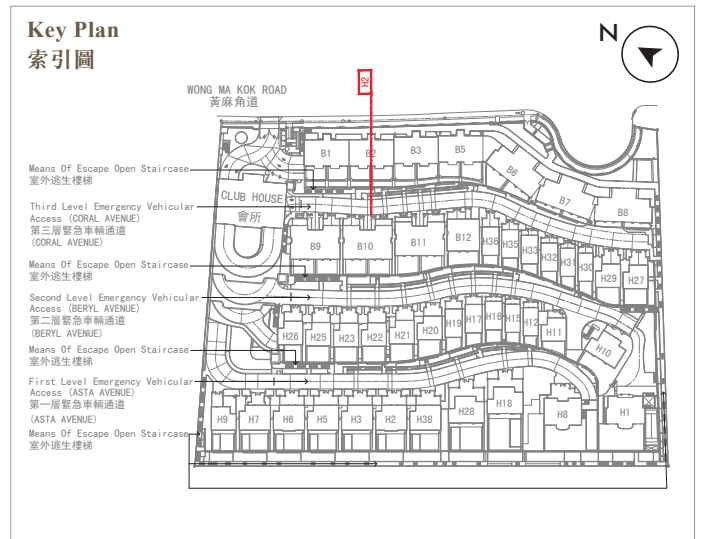 Key Plan
索引圖
N
H2
WONG MA KOK ROAD
黃麻角道
B1
B2
B3
B5
B6
B7
B8
Means Of Escape Open Staircase
室外逃生樓梯
CLUB HOUSE
會所
Third Level Emergency Vehicular
Access (CORAL AVENUE)
第三層緊急車輛通道
(CORAL AVENUE)
B9
B10
B11
B12
H36
H35
H33
H32
H31
H30
H29
H27
Means Of Escape Open Staircase
室外逃生樓梯
Second Level Emergency Vehicular
Access (BERYL AVENUE)
第二層緊急車輛通道
(BERYL AVENUE)
H26
H25
H23
H22
H21
H20
H19
H17
H16
H15
H12
H11
H10
Means Of Escape Open Staircase
室外逃生樓梯
First Level Emergency Vehicular
Access (ASTA AVENUE)
第一層緊急車輛通道
(ASTA AVENUE)
H9
H7
H6
H5
H3
H2
H38
H28
H18
H8
H1
Means Of Escape Open Staircase
室外逃生樓梯